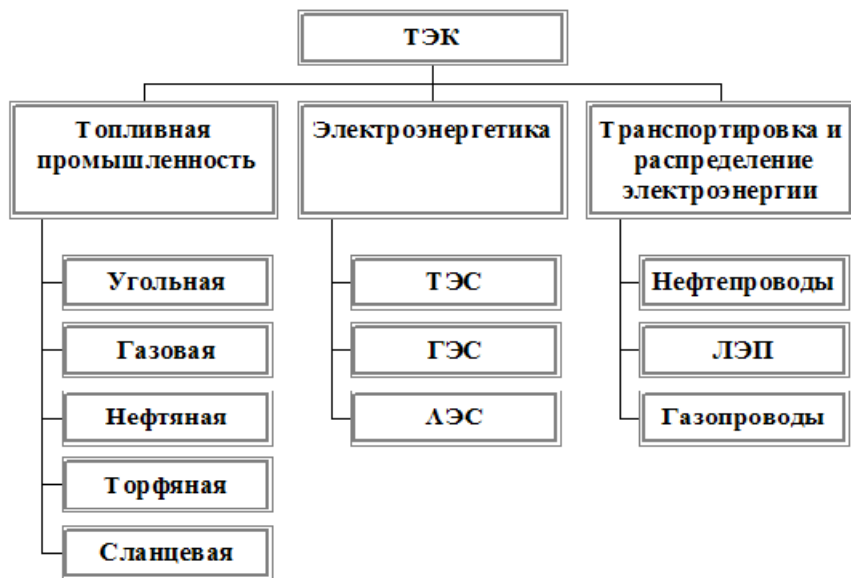 ТЭК
Топливная
промышленность
Электроэнергетика
Транспортировка и
распределение
электроэнергии
Угольная
Газовая
Нефтяная
Торфяная
Сланцевая
ТЭС
ГЭС
АЭС
Нефтепроводы
ЛЭП
Газопроводы